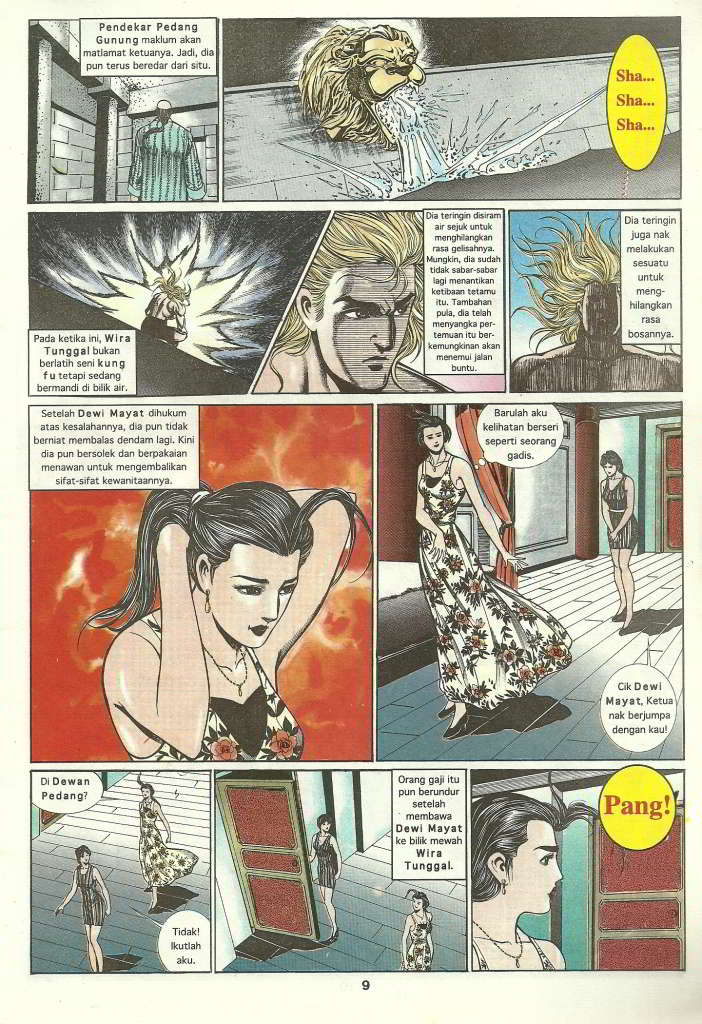 Pendekar Pedang
Gunung maklum akan
matlamat ketuanya. Jadi, dia
pun terus beredar dari situ.
Sha...
Sha...
Sha...
Pada ketika ini, Wira
Tunggal bukan
berlatih seni kung
fu tetapi sedang
bermandi di bilik air.
Dia teringin disiram
air sejuk untuk
menghilangkan
rasa gelisahnya.
Mungkin, dia sudah
tidak sabar-sabar
lagi menantikan
ketibaan tetamu
itu. Tambahan
pula, dia telah
menyangka per-
temuan itu ber-
kemungkinan akan
menemui jalan
buntu.
Dia teringin
juga nak
melakukan
sesuatu
untuk
meng-
hilangkan
rasa
bosannya.
Setelah Dewi Mayat dihukum
atas kesalahannya, dia pun tidak
berniat membalas dendam lagi. Kini
dia pun bersolek dan berpakaian
menawan untuk mengembalikan
sifat-sifat kewanitaannya.
Barulah aku
kelihatan berseri
seperti seorang
gadis.
Cik Dewi
Mayat, Ketua
nak berjumpa
dengan kau!
Di Dewan
Pedang?
Tidak!
Ikutlah
aku.
Orang gaji itu
pun berundur
setelah
membawa
Dewi Mayat
ke bilik mewah
Wira
Tunggal.
Pang!
9